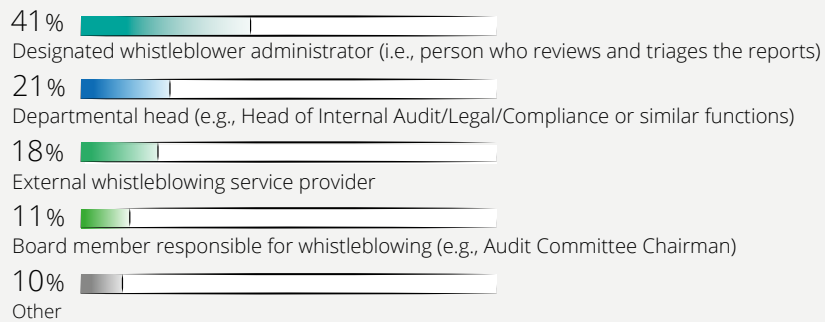 41%
Designated whistleblower administrator (i.e., person who reviews and triages the reports)
21%
Departmental head (e.g., Head of Internal Audit/Legal/Compliance or similar functions)
18%
External whistleblowing service provider
11%
Board member responsible for whistleblowing (e.g., Audit Committee Chairman)
10%
Other